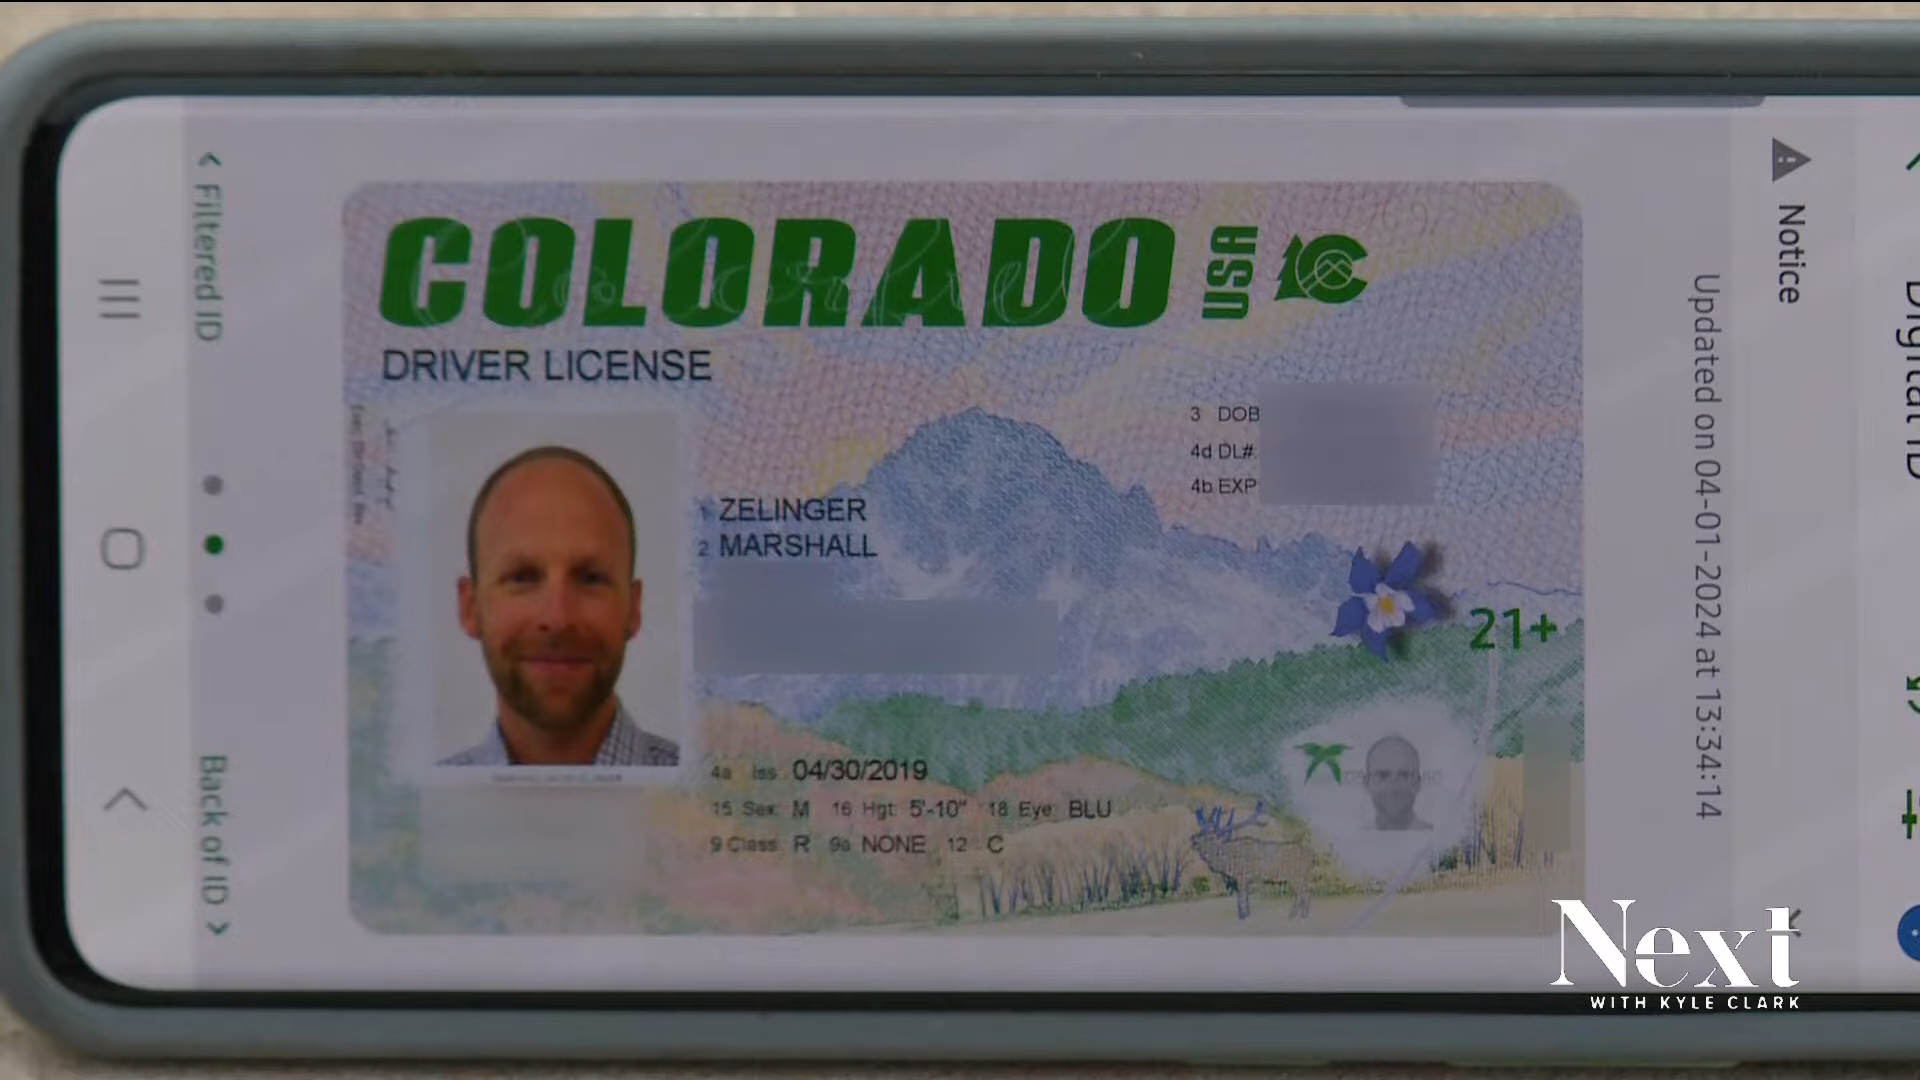 COLORADO USA
DRIVER LICENSE
3 DOB
4d DL#
4b EXP
1 ZELINGER
2 MARSHALL
21+
4a Iss 04/30/2019
15 Sex M 16 Hgt 5'-10" 18 Eye BLU
9 Class R 9a NONE 12 C
< Filtered ID
Back of ID >
Updated on 04-01-2024 at 13:34:14
Notice
Digital ID
Next
WITH KYLE CLARK